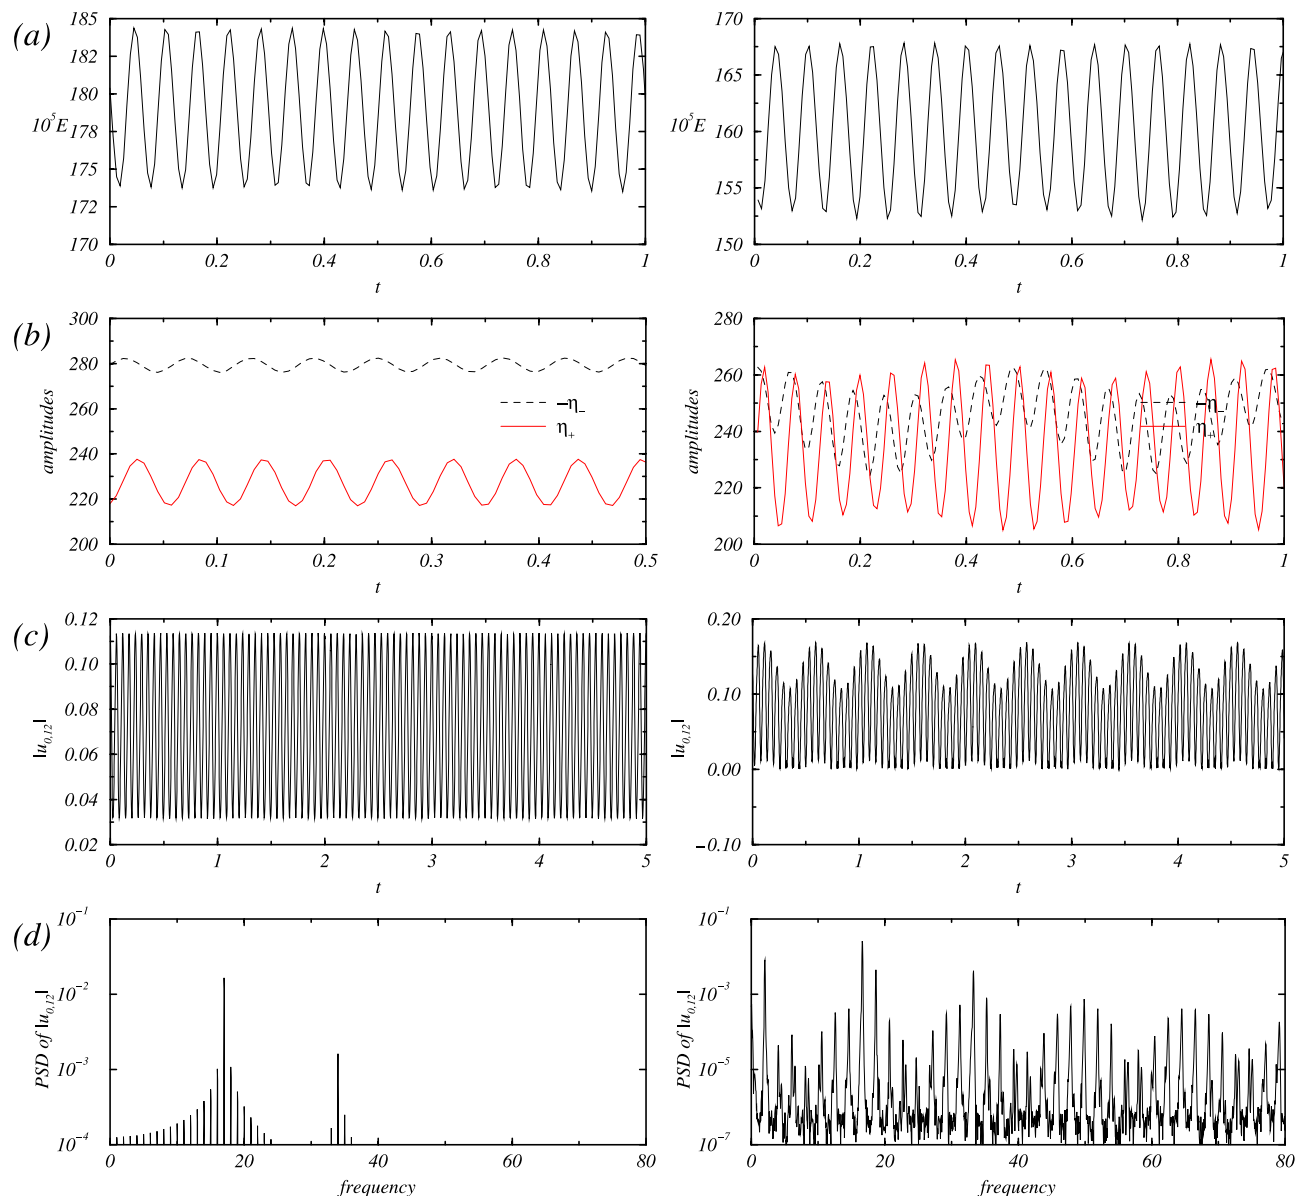 (a)
185
182
180
178
175
172
170
10⁵E
0 0.2 0.4 0.6 0.8 1
t
170
165
160
155
150
10⁵E
0 0.2 0.4 0.6 0.8 1
t
(b)
300
280
260
240
220
200
amplitudes
−η₋
η₊
0 0.1 0.2 0.3 0.4 0.5
t
280
260
240
220
200
amplitudes
−η₋
η₊
0 0.2 0.4 0.6 0.8 1
t
(c)
0.12
0.10
0.08
0.06
0.04
0.02
|u₀,₁₂|
0 1 2 3 4 5
t
0.20
0.10
0.00
−0.10
|u₀,₁₂|
0 1 2 3 4 5
t
(d)
10⁻¹
10⁻²
10⁻³
10⁻⁴
PSD of |u₀,₁₂|
0 20 40 60 80
frequency
10⁻¹
10⁻³
10⁻⁵
10⁻⁷
PSD of |u₀,₁₂|
0 20 40 60 80
frequency